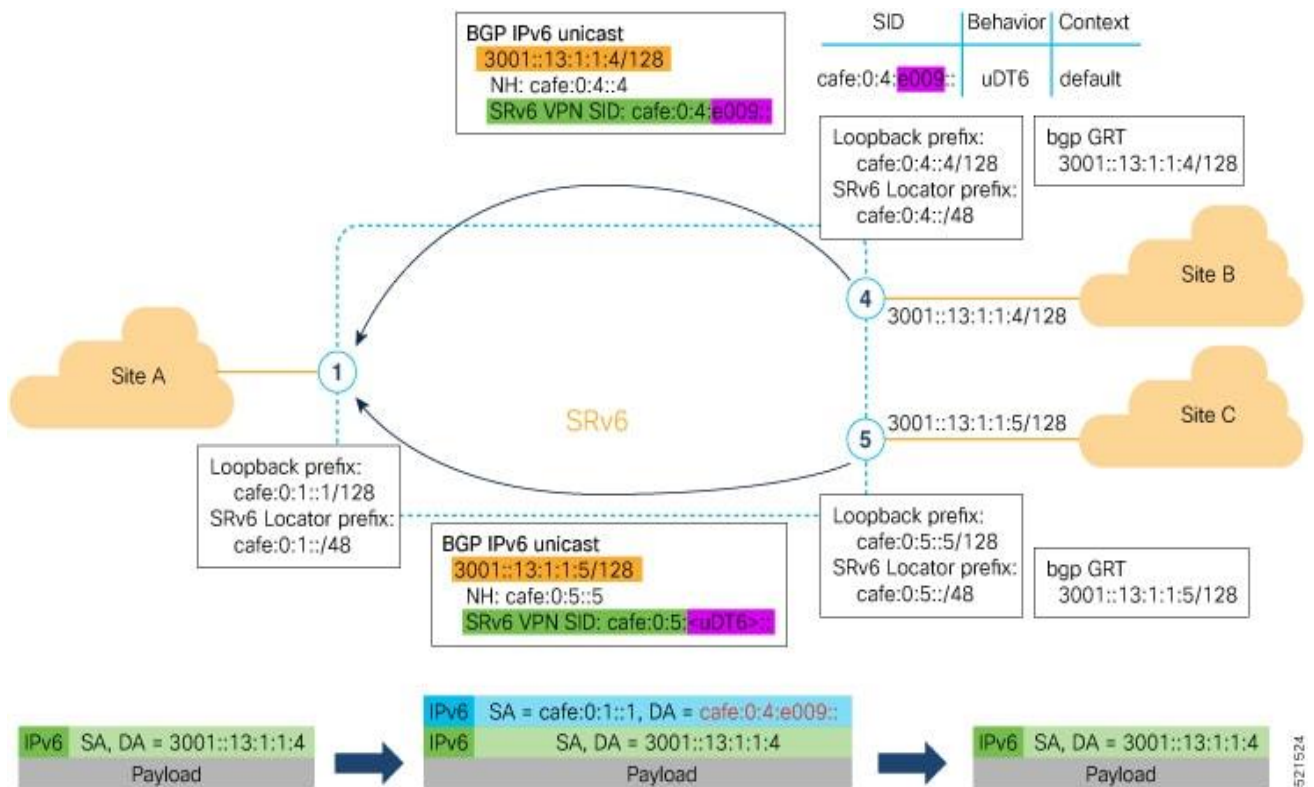 BGP IPv6 unicast
3001::13:1:1:4/128
NH: cafe:0:4::4
SRv6 VPN SID: cafe:0:4:e009::
SID Behavior Context
cafe:0:4:e009:: uDT6 default
Loopback prefix:
cafe:0:4::4/128
SRv6 Locator prefix:
cafe:0:4::/48
bgp GRT
3001::13:1:1:4/128
Site A
1
4
3001::13:1:1:4/128
Site B
SRv6
5
3001::13:1:1:5/128
Site C
Loopback prefix:
cafe:0:1::1/128
SRv6 Locator prefix:
cafe:0:1::/48
BGP IPv6 unicast
3001::13:1:1:5/128
NH: cafe:0:5::5
SRv6 VPN SID: cafe:0:5:<uDT6>::
Loopback prefix:
cafe:0:5::5/128
SRv6 Locator prefix:
cafe:0:5::/48
bgp GRT
3001::13:1:1:5/128
IPv6 SA, DA = 3001::13:1:1:4
Payload
IPv6 SA = cafe:0:1::1, DA = cafe:0:4:e009::
IPv6 SA, DA = 3001::13:1:1:4
Payload
IPv6 SA, DA = 3001::13:1:1:4
Payload
521524